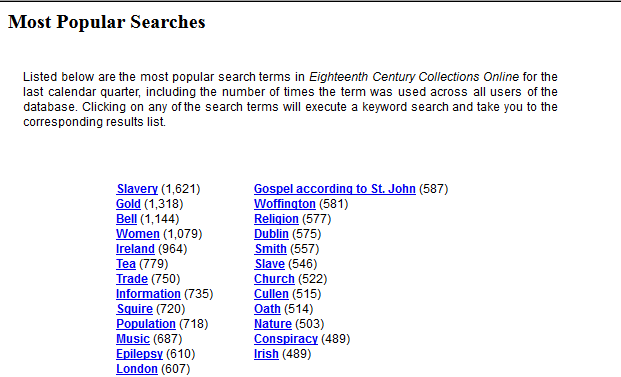 Most Popular Searches
Listed below are the most popular search terms in Eighteenth Century Collections Online for the
last calendar quarter, including the number of times the term was used across all users of the
database. Clicking on any of the search terms will execute a keyword search and take you to the
corresponding results list.
Slavery (1,621)
Gold (1,318)
Bell (1,144)
Women (1,079)
Ireland (964)
Tea (779)
Trade (750)
Information (735)
Squire (720)
Population (718)
Music (687)
Epilepsy (610)
London (607)
Gospel according to St. John (587)
Woffington (581)
Religion (577)
Dublin (575)
Smith (557)
Slave (546)
Church (522)
Cullen (515)
Oath (514)
Nature (503)
Conspiracy (489)
Irish (489)